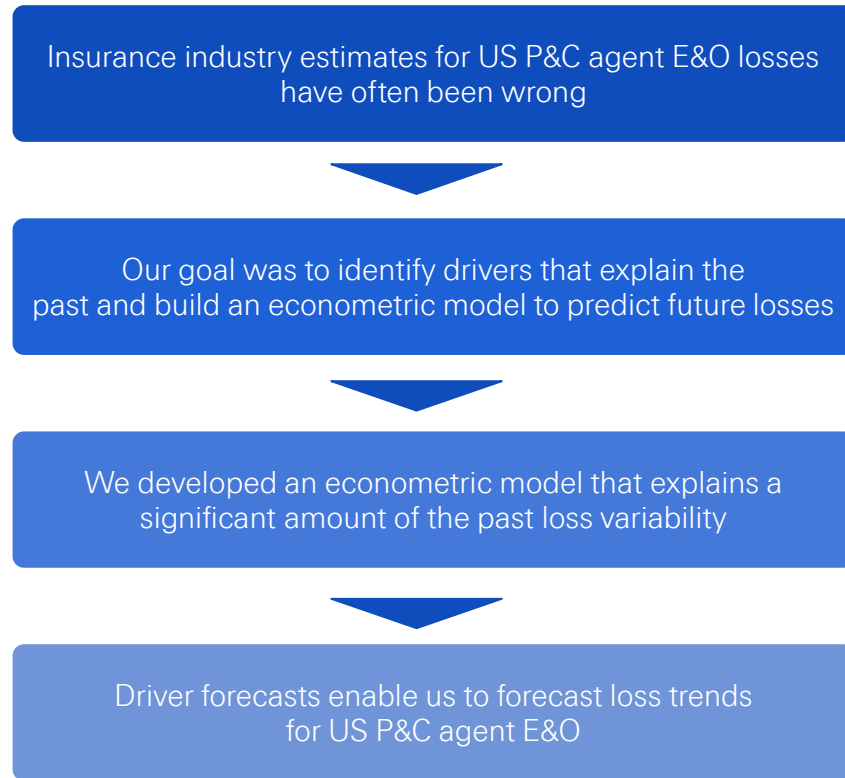 Insurance industry estimates for US P&C agent E&O losses
have often been wrong
Our goal was to identify drivers that explain the
past and build an econometric model to predict future losses
We developed an econometric model that explains a
significant amount of the past loss variability
Driver forecasts enable us to forecast loss trends
for US P&C agent E&O